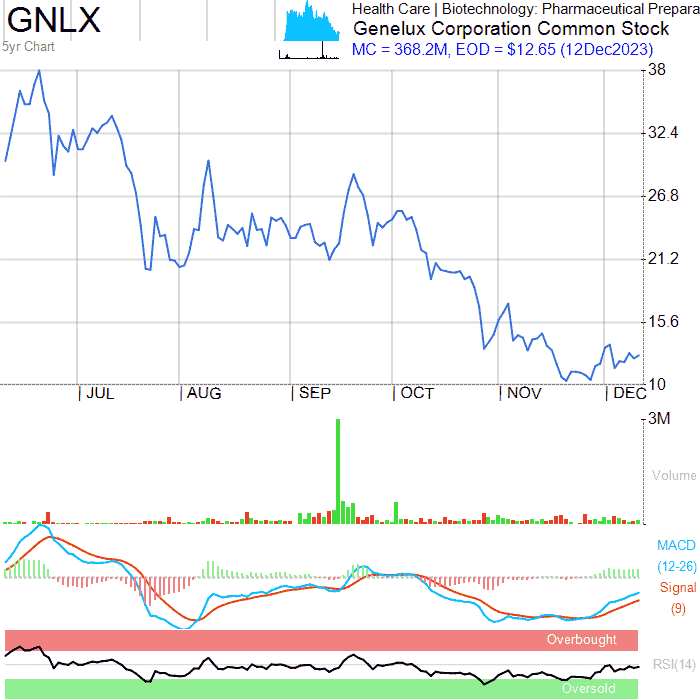 GNLX
5yr Chart
Health Care | Biotechnology: Pharmaceutical Prepara
Genelux Corporation Common Stock
MC = 368.2M, EOD = $12.65 (12Dec2023)
38
32.4
26.8
21.2
15.6
10
JUL AUG SEP OCT NOV DEC
3M
Volume
MACD
(12-26)
Signal
(9)
Overbought
RSI(14)
Oversold